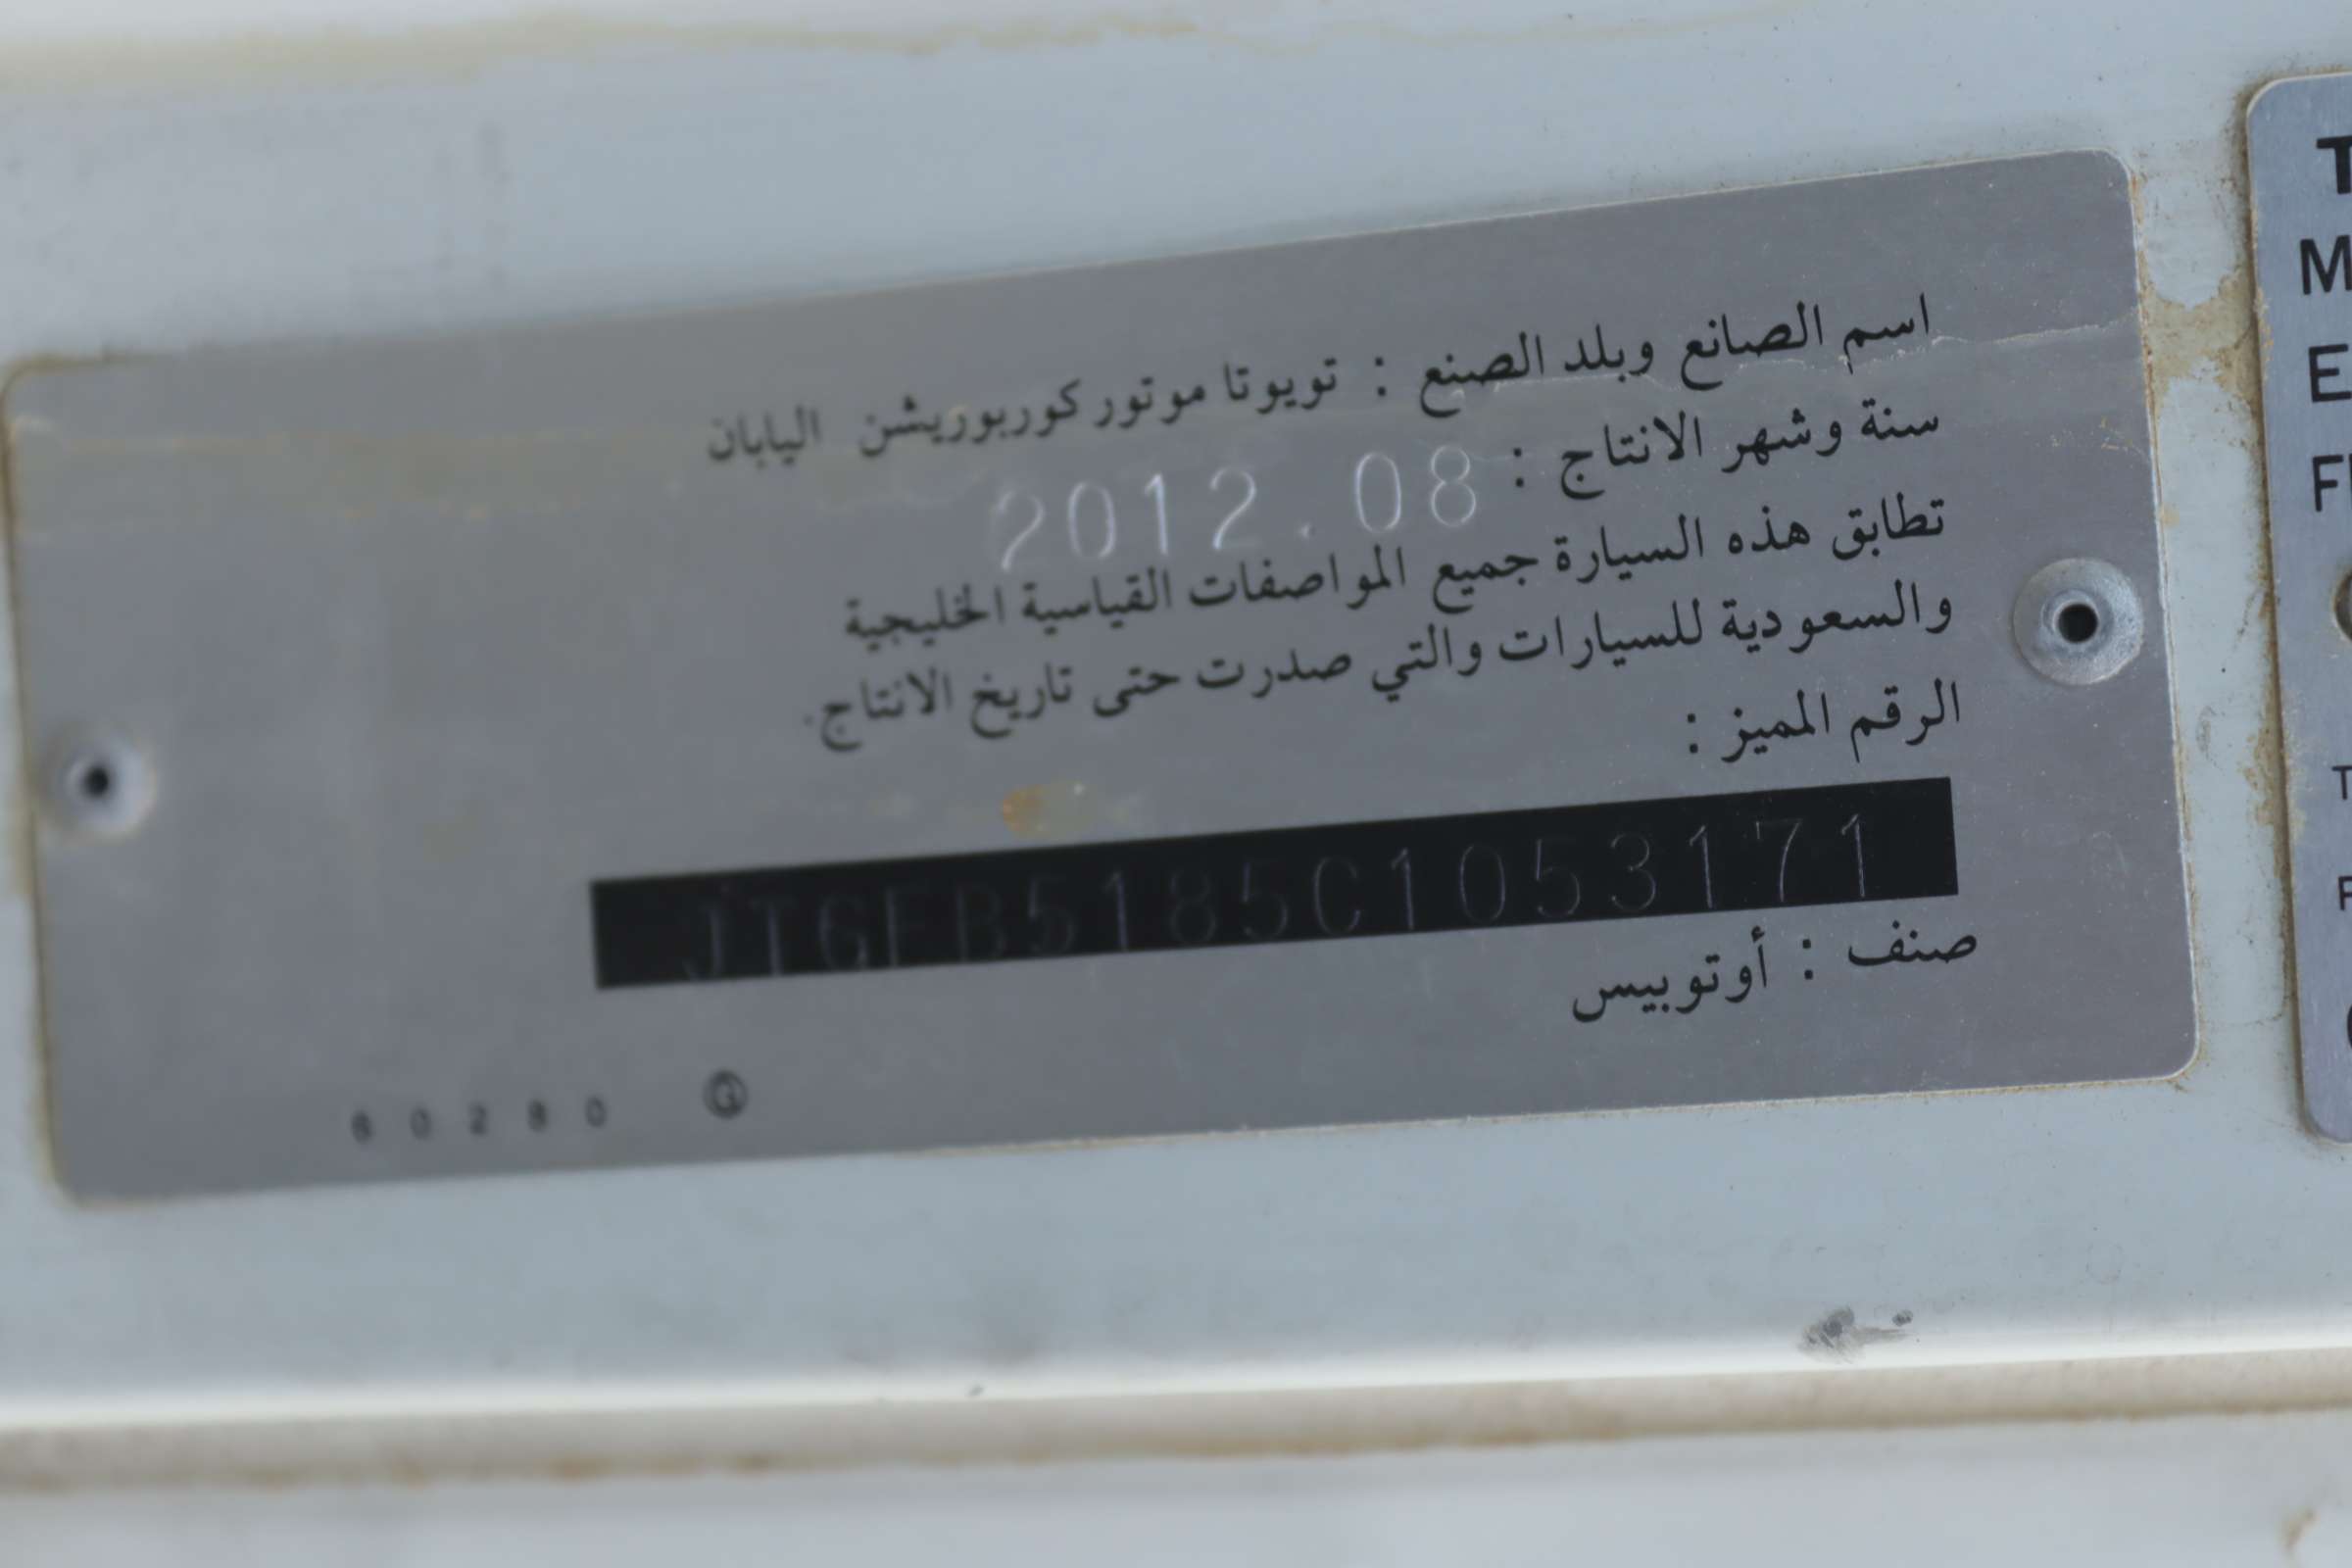 اسم الصانع وبلد الصنع : تويوتا موتور كوربوريشن اليابان
سنة وشهر الانتاج : 2012.08
تطابق هذه السيارة جميع المواصفات القياسية الخليجية
والسعودية للسيارات والتي صدرت حتى تاريخ الانتاج.
الرقم المميز :
JTGFB5185C1053171
صنف : أوتوبيس
60280 G
T
M
E
F
T